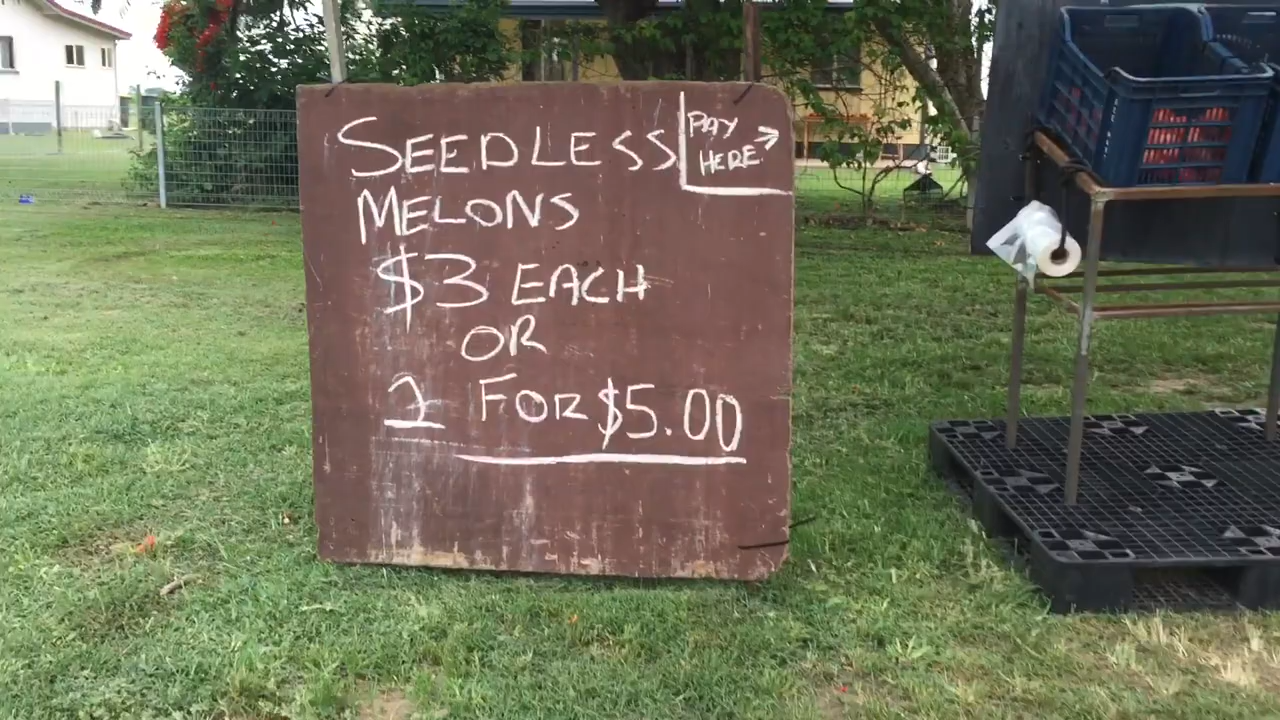 SEEDLESS
MELONS
$3 EACH
OR
2 FOR $5.00
PAY →
HERE